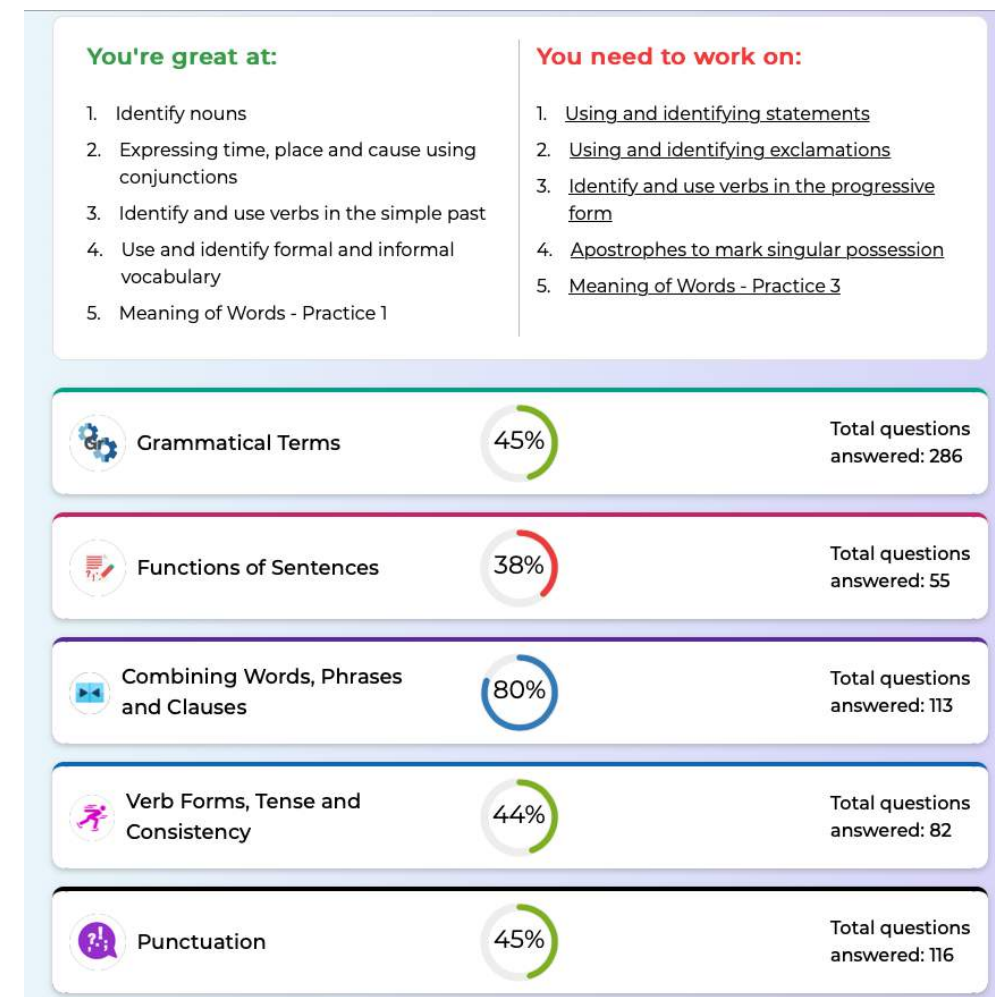 You're great at:
1. Identify nouns
2. Expressing time, place and cause using
conjunctions
3. Identify and use verbs in the simple past
4. Use and identify formal and informal
vocabulary
5. Meaning of Words - Practice 1
You need to work on:
1. Using and identifying statements
2. Using and identifying exclamations
3. Identify and use verbs in the progressive
form
4. Apostrophes to mark singular possession
5. Meaning of Words - Practice 3
Gr
Grammatical Terms
45%
Total questions
answered: 286
Functions of Sentences
38%
Total questions
answered: 55
Combining Words, Phrases
and Clauses
80%
Total questions
answered: 113
Verb Forms, Tense and
Consistency
44%
Total questions
answered: 82
?!;
Punctuation
45%
Total questions
answered: 116